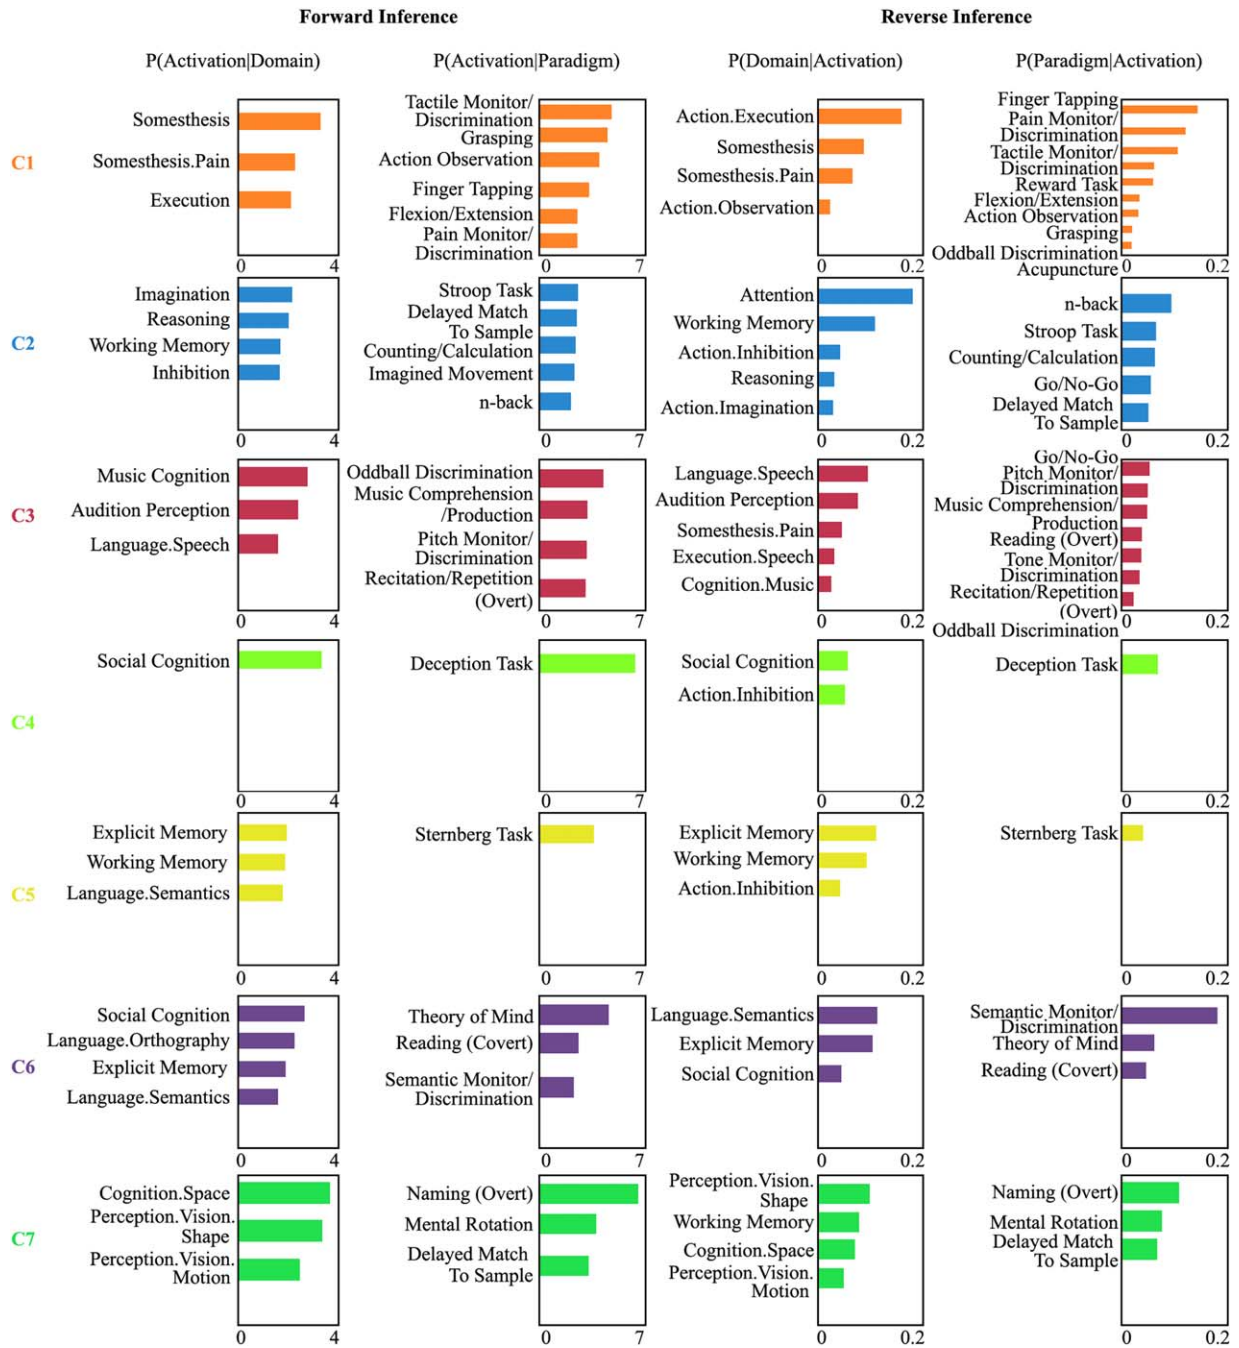 Forward Inference
Reverse Inference
P(Activation|Domain)
P(Activation|Paradigm)
P(Domain|Activation)
P(Paradigm|Activation)
C1
Somesthesis
Somesthesis.Pain
Execution
0
4
Tactile Monitor/
Discrimination
Grasping
Action Observation
Finger Tapping
Flexion/Extension
Pain Monitor/
Discrimination
0
7
Action.Execution
Somesthesis
Somesthesis.Pain
Action.Observation
0
0.2
Finger Tapping
Pain Monitor/
Discrimination
Tactile Monitor/
Discrimination
Reward Task
Flexion/Extension
Action Observation
Grasping
Oddball Discrimination
Acupuncture
0
0.2
C2
Imagination
Reasoning
Working Memory
Inhibition
0
4
Stroop Task
Delayed Match
To Sample
Counting/Calculation
Imagined Movement
n-back
0
7
Attention
Working Memory
Action.Inhibition
Reasoning
Action.Imagination
0
0.2
n-back
Stroop Task
Counting/Calculation
Go/No-Go
Delayed Match
To Sample
0
0.2
C3
Music Cognition
Audition Perception
Language.Speech
0
4
Oddball Discrimination
Music Comprehension
/Production
Pitch Monitor/
Discrimination
Recitation/Repetition
(Overt)
0
7
Language.Speech
Audition Perception
Somesthesis.Pain
Execution.Speech
Cognition.Music
0
0.2
Go/No-Go
Pitch Monitor/
Discrimination
Music Comprehension/
Production
Reading (Overt)
Tone Monitor/
Discrimination
Recitation/Repetition
(Overt)
Oddball Discrimination
0
0.2
C4
Social Cognition
0
4
Deception Task
0
7
Social Cognition
Action.Inhibition
0
0.2
Deception Task
0
0.2
C5
Explicit Memory
Working Memory
Language.Semantics
0
4
Sternberg Task
0
7
Explicit Memory
Working Memory
Action.Inhibition
0
0.2
Sternberg Task
0
0.2
C6
Social Cognition
Language.Orthography
Explicit Memory
Language.Semantics
0
4
Theory of Mind
Reading (Covert)
Semantic Monitor/
Discrimination
0
7
Language.Semantics
Explicit Memory
Social Cognition
0
0.2
Semantic Monitor/
Discrimination
Theory of Mind
Reading (Covert)
0
0.2
C7
Cognition.Space
Perception.Vision.
Shape
Perception.Vision.
Motion
0
4
Naming (Overt)
Mental Rotation
Delayed Match
To Sample
0
7
Perception.Vision.
Shape
Working Memory
Cognition.Space
Perception.Vision.
Motion
0
0.2
Naming (Overt)
Mental Rotation
Delayed Match
To Sample
0
0.2